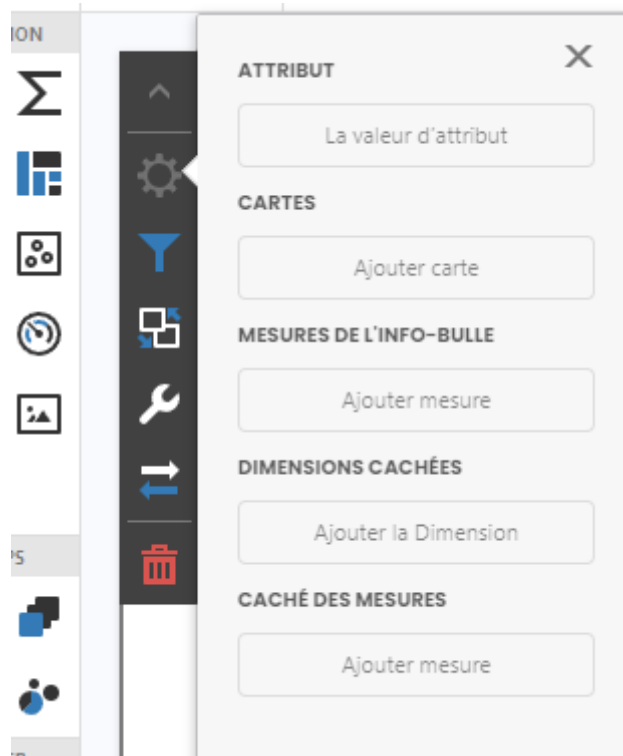 ION
ATTRIBUT
La valeur d'attribut
CARTES
Ajouter carte
MESURES DE L'INFO-BULLE
Ajouter mesure
DIMENSIONS CACHÉES
Ajouter la Dimension
CACHÉ DES MESURES
Ajouter mesure